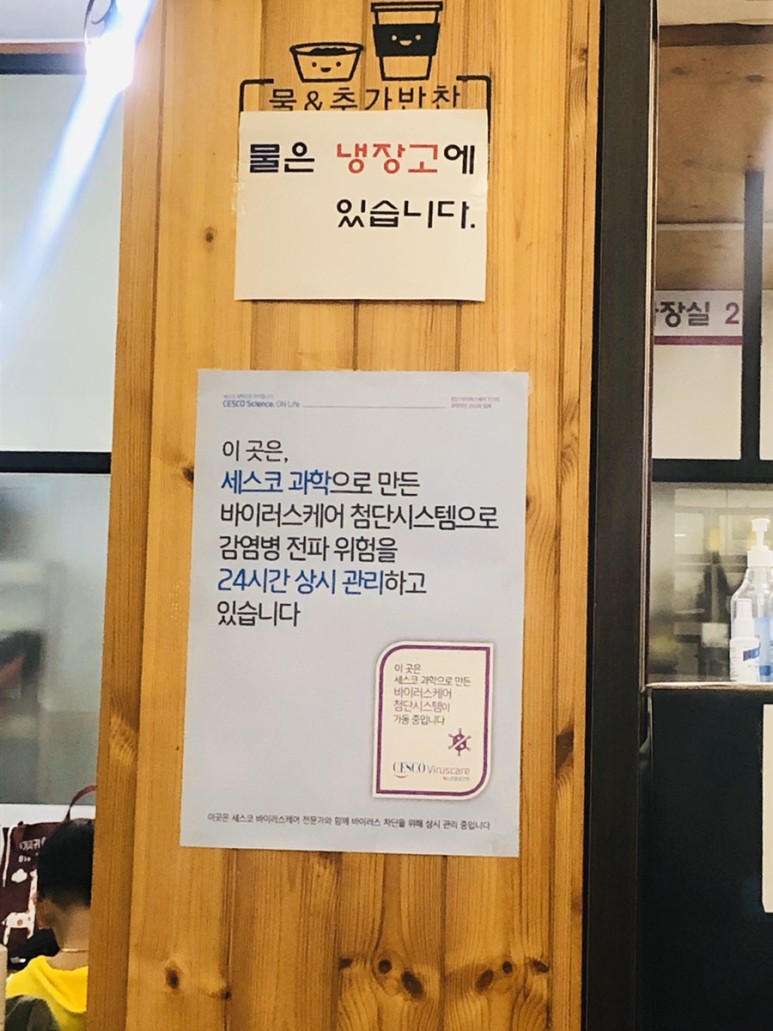 물&추가반찬
물은 냉장고에
있습니다.
장실 2
CESCO Science. ON Life
이 곳은,
세스코 과학으로 만든
바이러스케어 첨단시스템으로
감염병 전파 위험을
24시간 상시 관리하고
있습니다
이 곳은
세스코 과학으로 만든
바이러스케어
첨단시스템이
가동 중입니다
CESCO Viruscare
이곳은 세스코 바이러스케어 전문가와 함께 바이러스 차단을 위해 상시 관리 중입니다